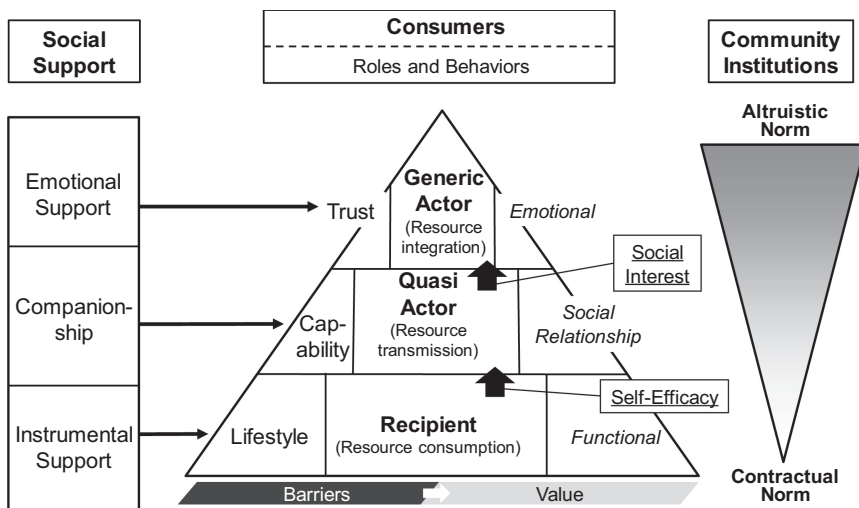 Social
Support
Consumers
Roles and Behaviors
Community
Institutions
Emotional
Support
Companion-
ship
Instrumental
Support
Trust
Generic
Actor
(Resource
integration)
Emotional
Cap-
ability
Quasi
Actor
(Resource
transmission)
Social
Relationship
Social
Interest
Lifestyle
Recipient
(Resource consumption)
Functional
Self-Efficacy
Barriers
Value
Altruistic
Norm
Contractual
Norm